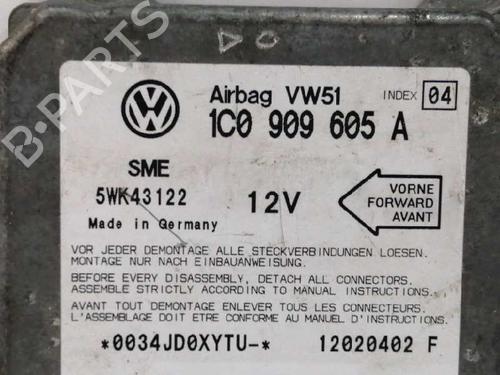 B-PARTS
Airbag VW51 INDEX 04
1C0 909 605 A
SME
5WK43122
12V
VORNE
FORWARD
AVANT
Made in Germany
VOR JEDER DEMONTAGE ALLE STECKVERBINDUNGEN LOESEN.
MONTAGE NUR NACH EINBAUANWEISUNG.
BEFORE EVERY DISASSEMBLY, DETACH ALL CONNECTORS.
ASSEMBLE STRICTLY ACCORDING TO MANUAL INSTRUCTIONS.
AVANT TOUT DEMONTAGE ENLEVER TOUS LES CONNECTEURS.
L'ASSEMBLAGE DOIT ETRE CONFORME AU MANUEL D'INSTRUCTIONS.
*0034JD0XYTU-* 12020402 F